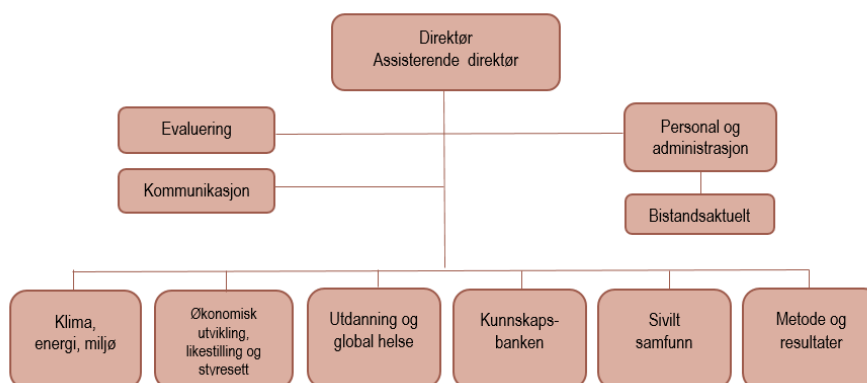 Direktør
Assisterende direktør
Evaluering
Personal og
administrasjon
Kommunikasjon
Bistandsaktuelt
Klima,
energi, miljø
Økonomisk
utvikling,
likestilling og
styresett
Utdanning og
global helse
Kunnskaps-
banken
Sivilt
samfunn
Metode og
resultater